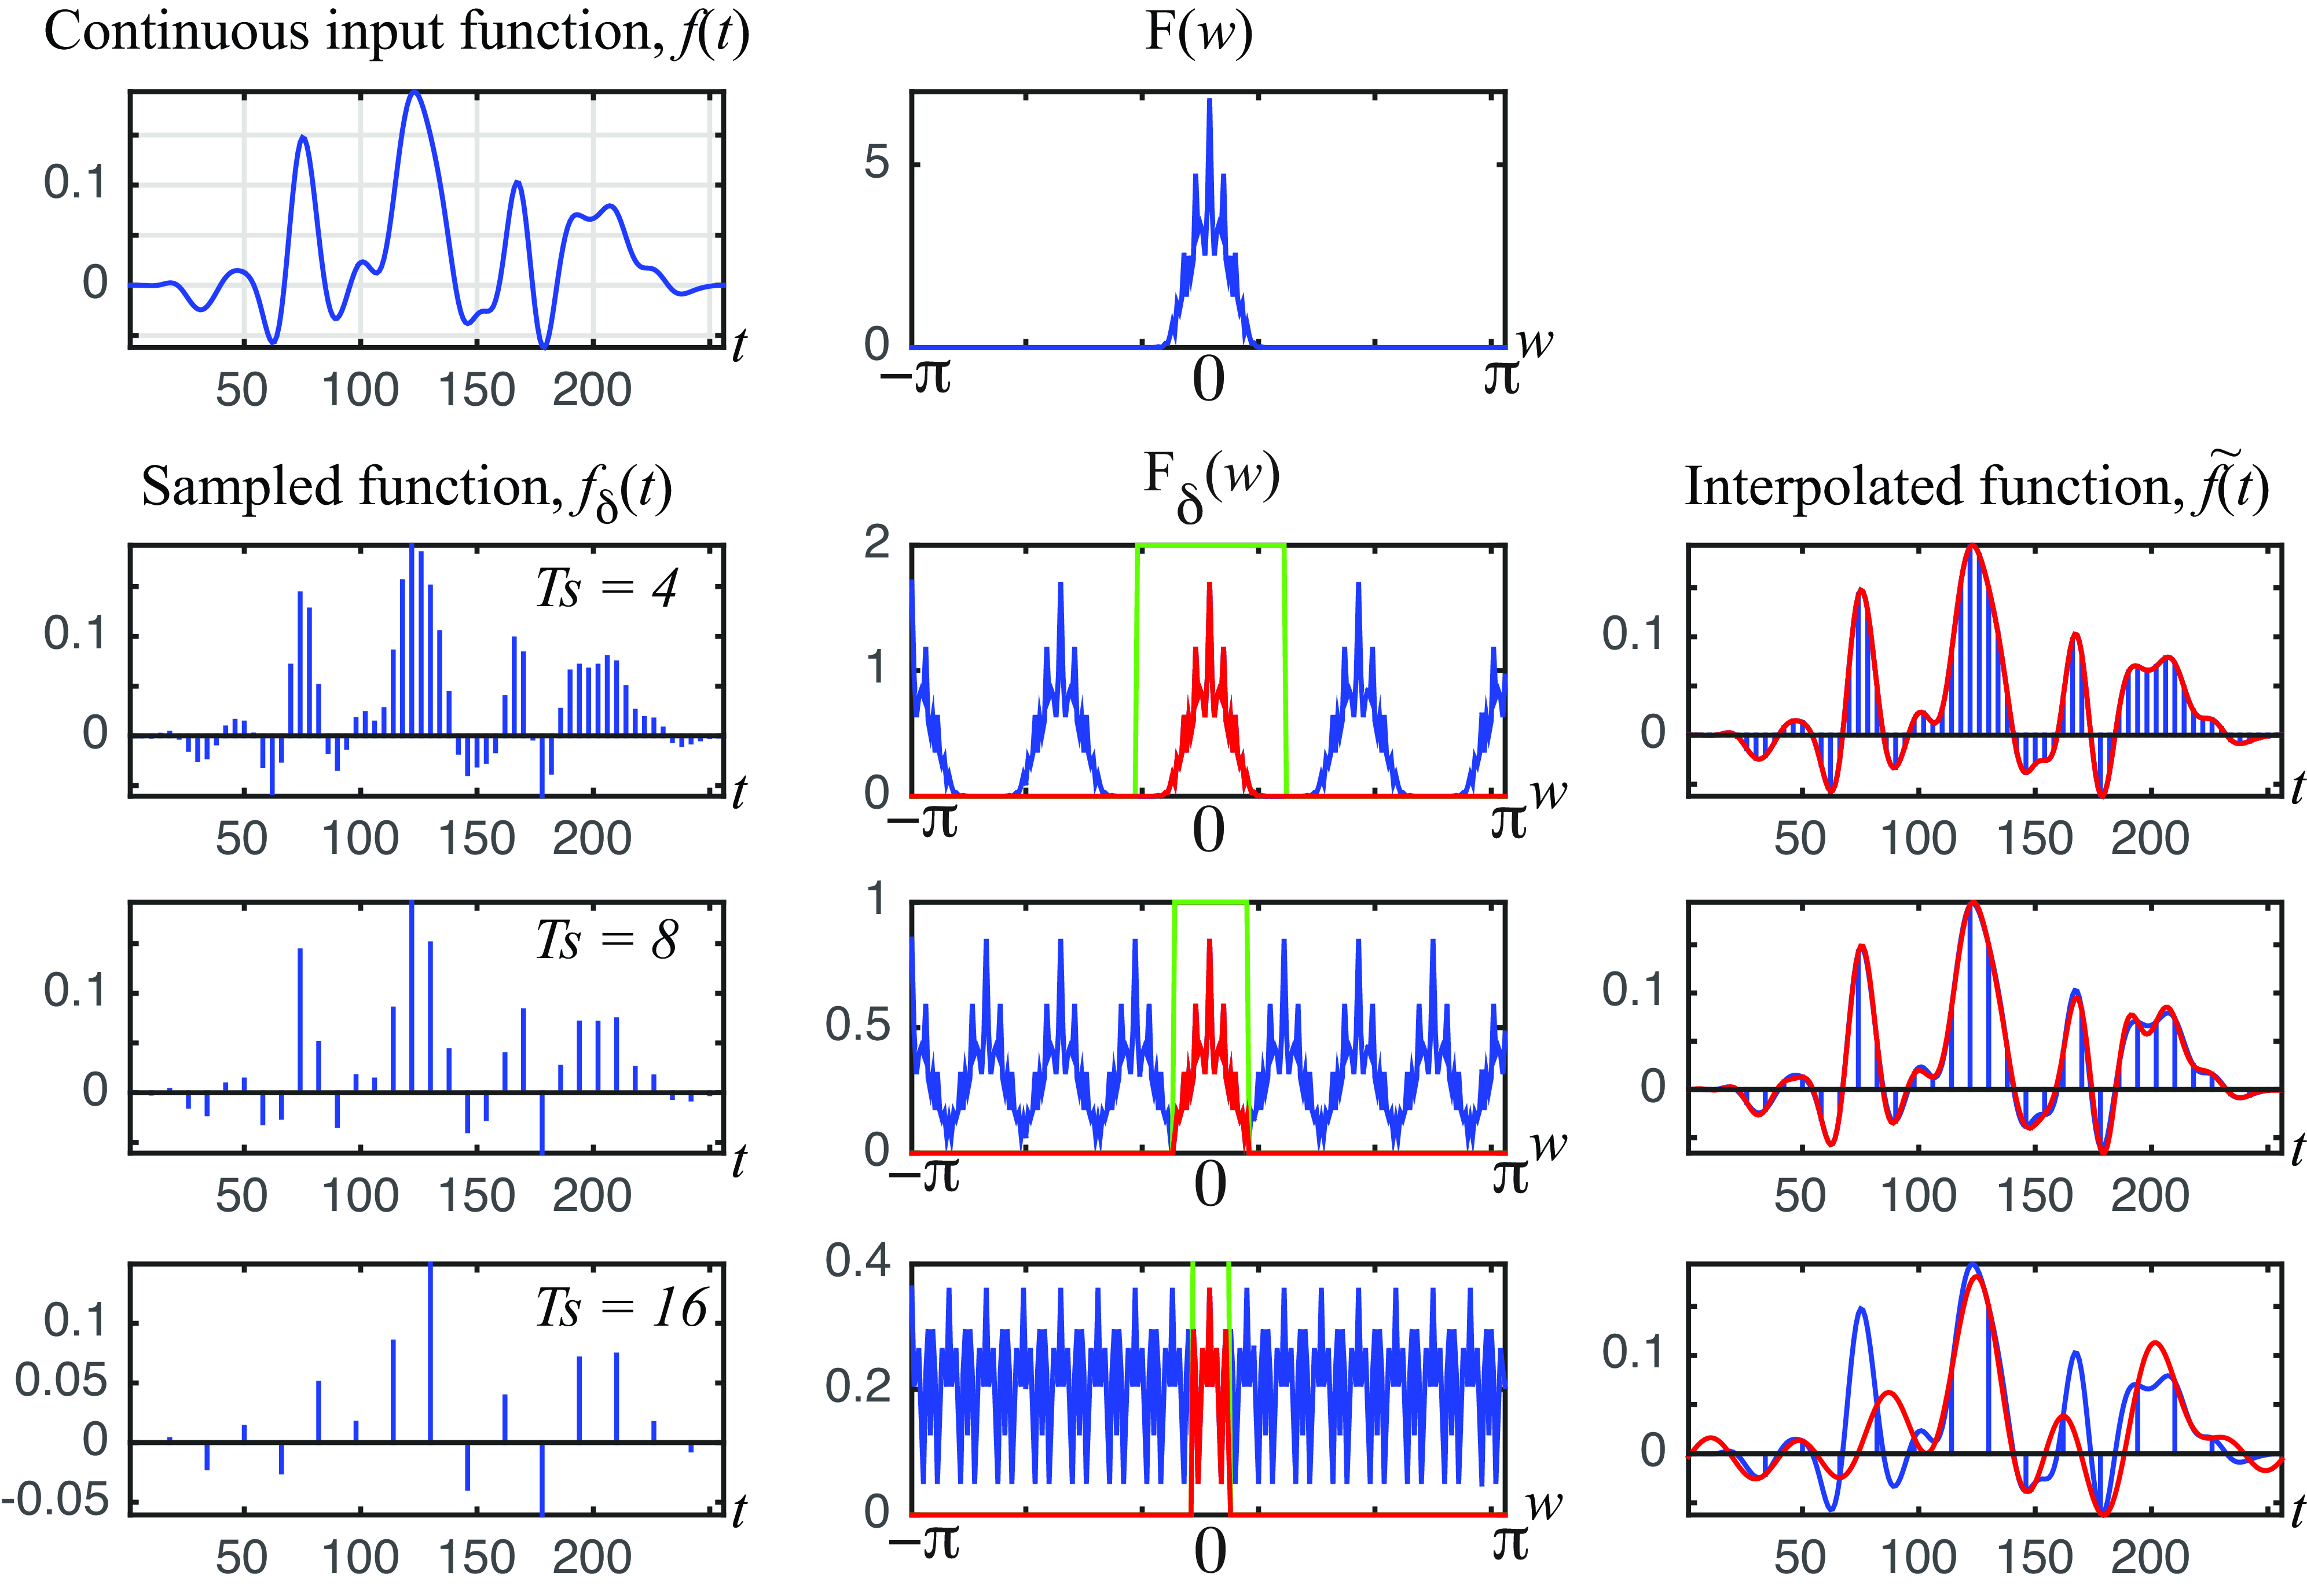 Continuous input function, f(t)
F(w)
0.1
0
50 100 150 200
t
5
0
−π 0 π
w
Sampled function, fδ(t)
Fδ(w)
Interpolated function, f̃(t)
Ts = 4
0.1
0
50 100 150 200
t
2
1
0
−π 0 π
w
0.1
0
50 100 150 200
t
Ts = 8
0.1
0
50 100 150 200
t
1
0.5
0
−π 0 π
w
0.1
0
50 100 150 200
t
Ts = 16
0.1
0.05
0
-0.05
50 100 150 200
t
0.4
0.2
0
−π 0 π
w
0.1
0
50 100 150 200
t